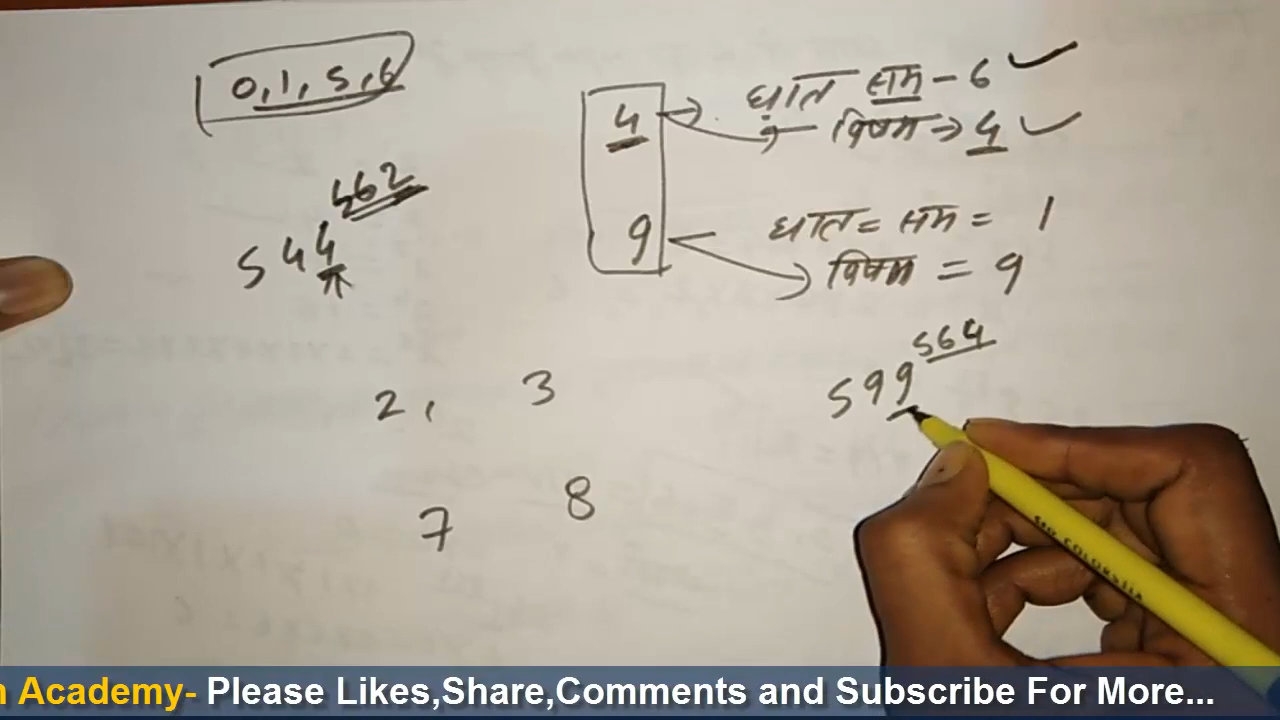 0,1,5,6
4 → घात सम - 6 ✓
विषम → 4 ✓
544^562
9 घात = सम = 1
→ विषम = 9
599^564
2, 3
7 8
Academy- Please Likes,Share,Comments and Subscribe For More...